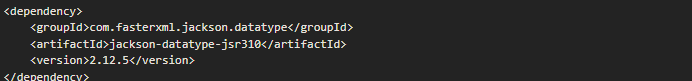 <dependency>
    <groupId>com.fasterxml.jackson.datatype</groupId>
    <artifactId>jackson-datatype-jsr310</artifactId>
    <version>2.12.5</version>
</dependency>